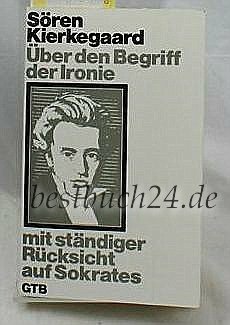 Sören
Kierkegaard
Über den Begriff
der Ironie
bestbuch24.de
mit ständiger
Rücksicht
auf Sokrates
GTB